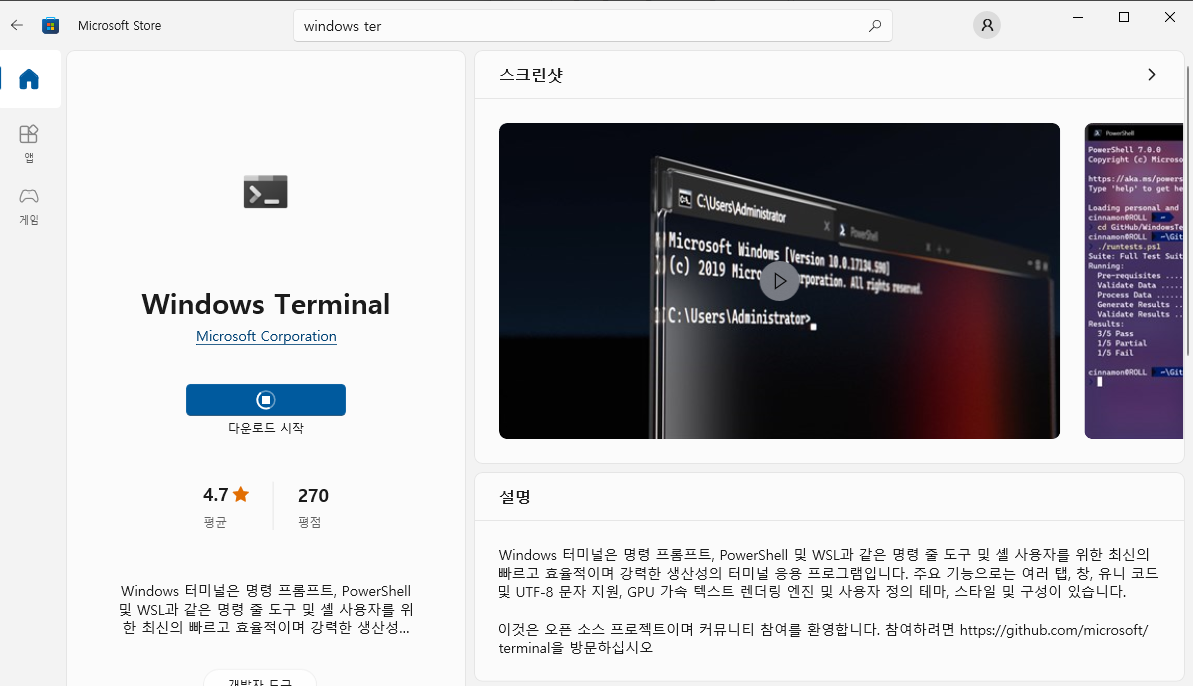 Microsoft Store
windows ter
앱
게임
Windows Terminal
Microsoft Corporation
다운로드 시작
4.7
평균
270
평점
Windows 터미널은 명령 프롬프트, PowerShell
및 WSL과 같은 명령 줄 도구 및 셸 사용자를 위
한 최신의 빠르고 효율적이며 강력한 생산성...
개발자 도구
스크린샷
C:\Users\Administrator
PowerShell
Microsoft Windows [Version 10.0.17134.590]
(c) 2019 Corporation. All rights reserved.
C:\Users\Administrator>
PowerShell
PowerShell 7.0.0
Copyright (c)
https://aka.ms/powers
Type 'help' to get he
Loading personal and
cinnamon@ROLL ~
cd GitHub/WindowsTe
cinnamon@ROLL ~\Git
./runtests.ps1
Suite: Full Test Suit
Running:
Pre-requisites ....
Validate Data .....
Process Data ......
Generate Results ..
Validate Results ..
Results:
3/5 Pass
1/5 Partial
1/5 Fail
cinnamon@ROLL ~\Git
설명
Windows 터미널은 명령 프롬프트, PowerShell 및 WSL과 같은 명령 줄 도구 및 셸 사용자를 위한 최신의
빠르고 효율적이며 강력한 생산성의 터미널 응용 프로그램입니다. 주요 기능으로는 여러 탭, 창, 유니 코드
및 UTF-8 문자 지원, GPU 가속 텍스트 렌더링 엔진 및 사용자 정의 테마, 스타일 및 구성이 있습니다.
이것은 오픈 소스 프로젝트이며 커뮤니티 참여를 환영합니다. 참여하려면 https://github.com/microsoft/
terminal을 방문하십시오